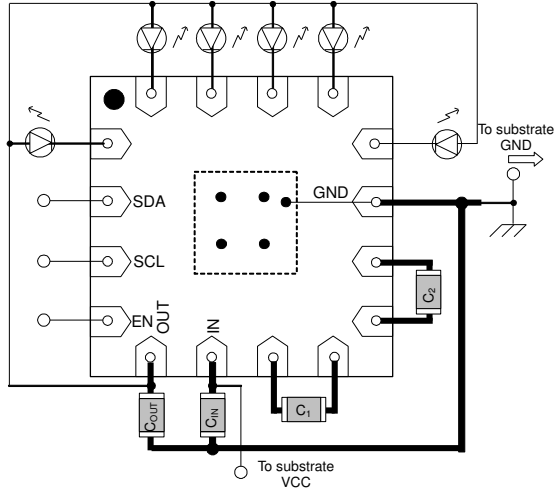 To substrate
GND
SDA
GND
SCL
C2
EN
OUT
IN
COUT
CIN
C1
To substrate
VCC